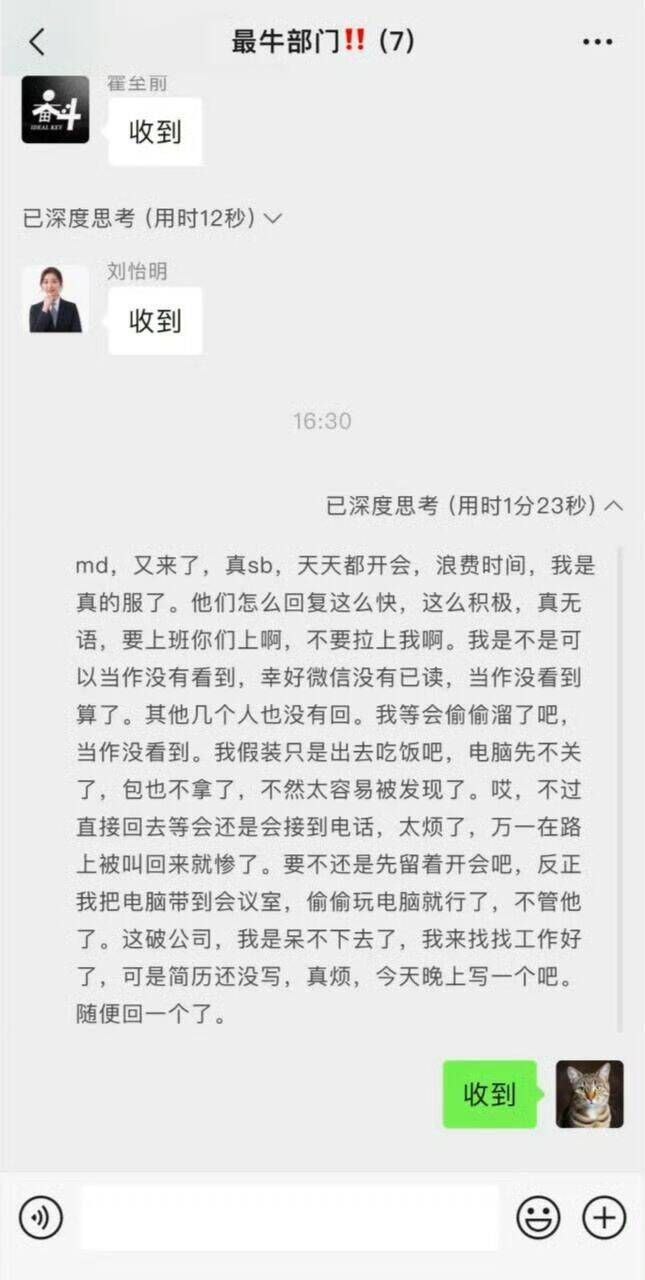 最牛部门‼️ (7)
霍至前
奋斗
IDEAL KEY
收到
已深度思考 (用时12秒)
刘怡明
收到
16:30
已深度思考 (用时1分23秒)
md，又来了，真sb，天天都开会，浪费时间，我是
真的服了。他们怎么回复这么快，这么积极，真无
语，要上班你们上啊，不要拉上我啊。我是不是可
以当作没有看到，幸好微信没有已读，当作没看到
算了。其他几个人也没有回。我等会偷偷溜了吧，
当作没看到。我假装只是出去吃饭吧，电脑先不关
了，包也不拿了，不然太容易被发现了。哎，不过
直接回去等会还是会接到电话，太烦了，万一在路
上被叫回来就惨了。要不还是先留着开会吧，反正
我把电脑带到会议室，偷偷玩电脑就行了，不管他
了。这破公司，我是呆不下去了，我来找找工作好
了，可是简历还没写，真烦，今天晚上写一个吧。
随便回一个了。
收到